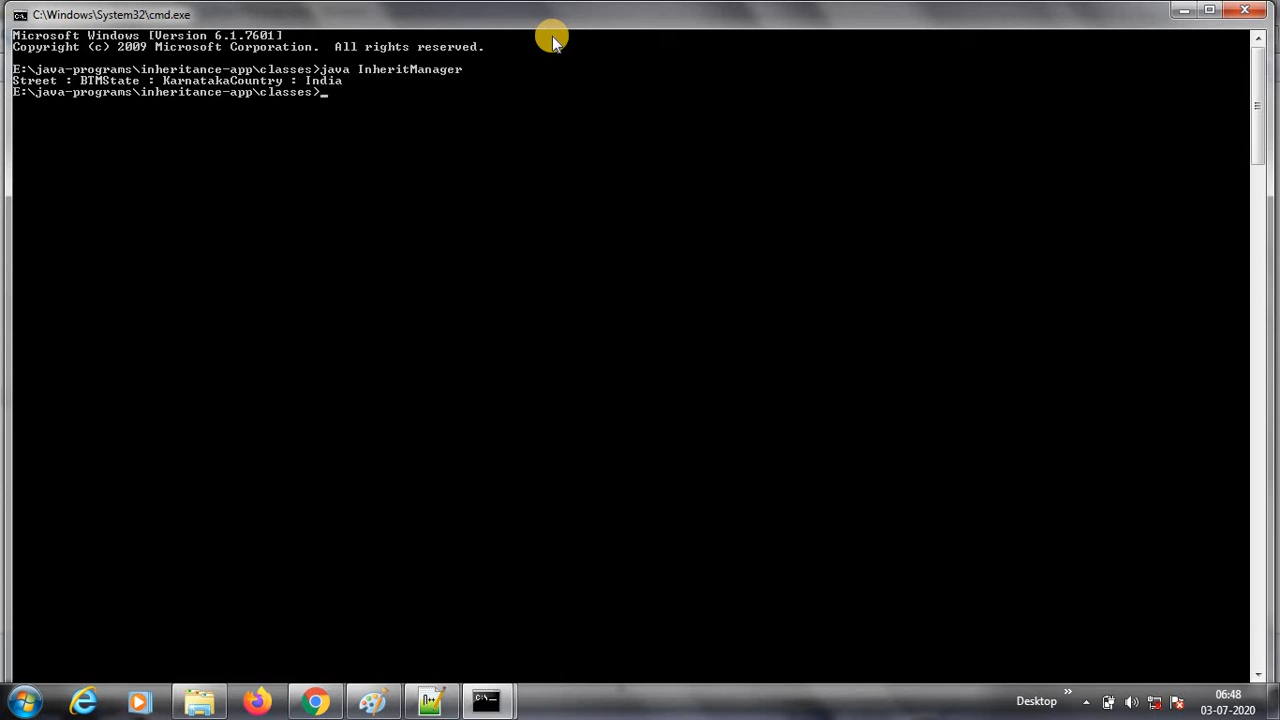 C:\Windows\System32\cmd.exe
Microsoft Windows [Version 6.1.7601]
Copyright (c) 2009 Microsoft Corporation.  All rights reserved.
E:\java-programs\inheritance-app\classes>java InheritManager
Street : BTMState : KarnatakaCountry : India
E:\java-programs\inheritance-app\classes>_
Desktop
06:48
03-07-2020